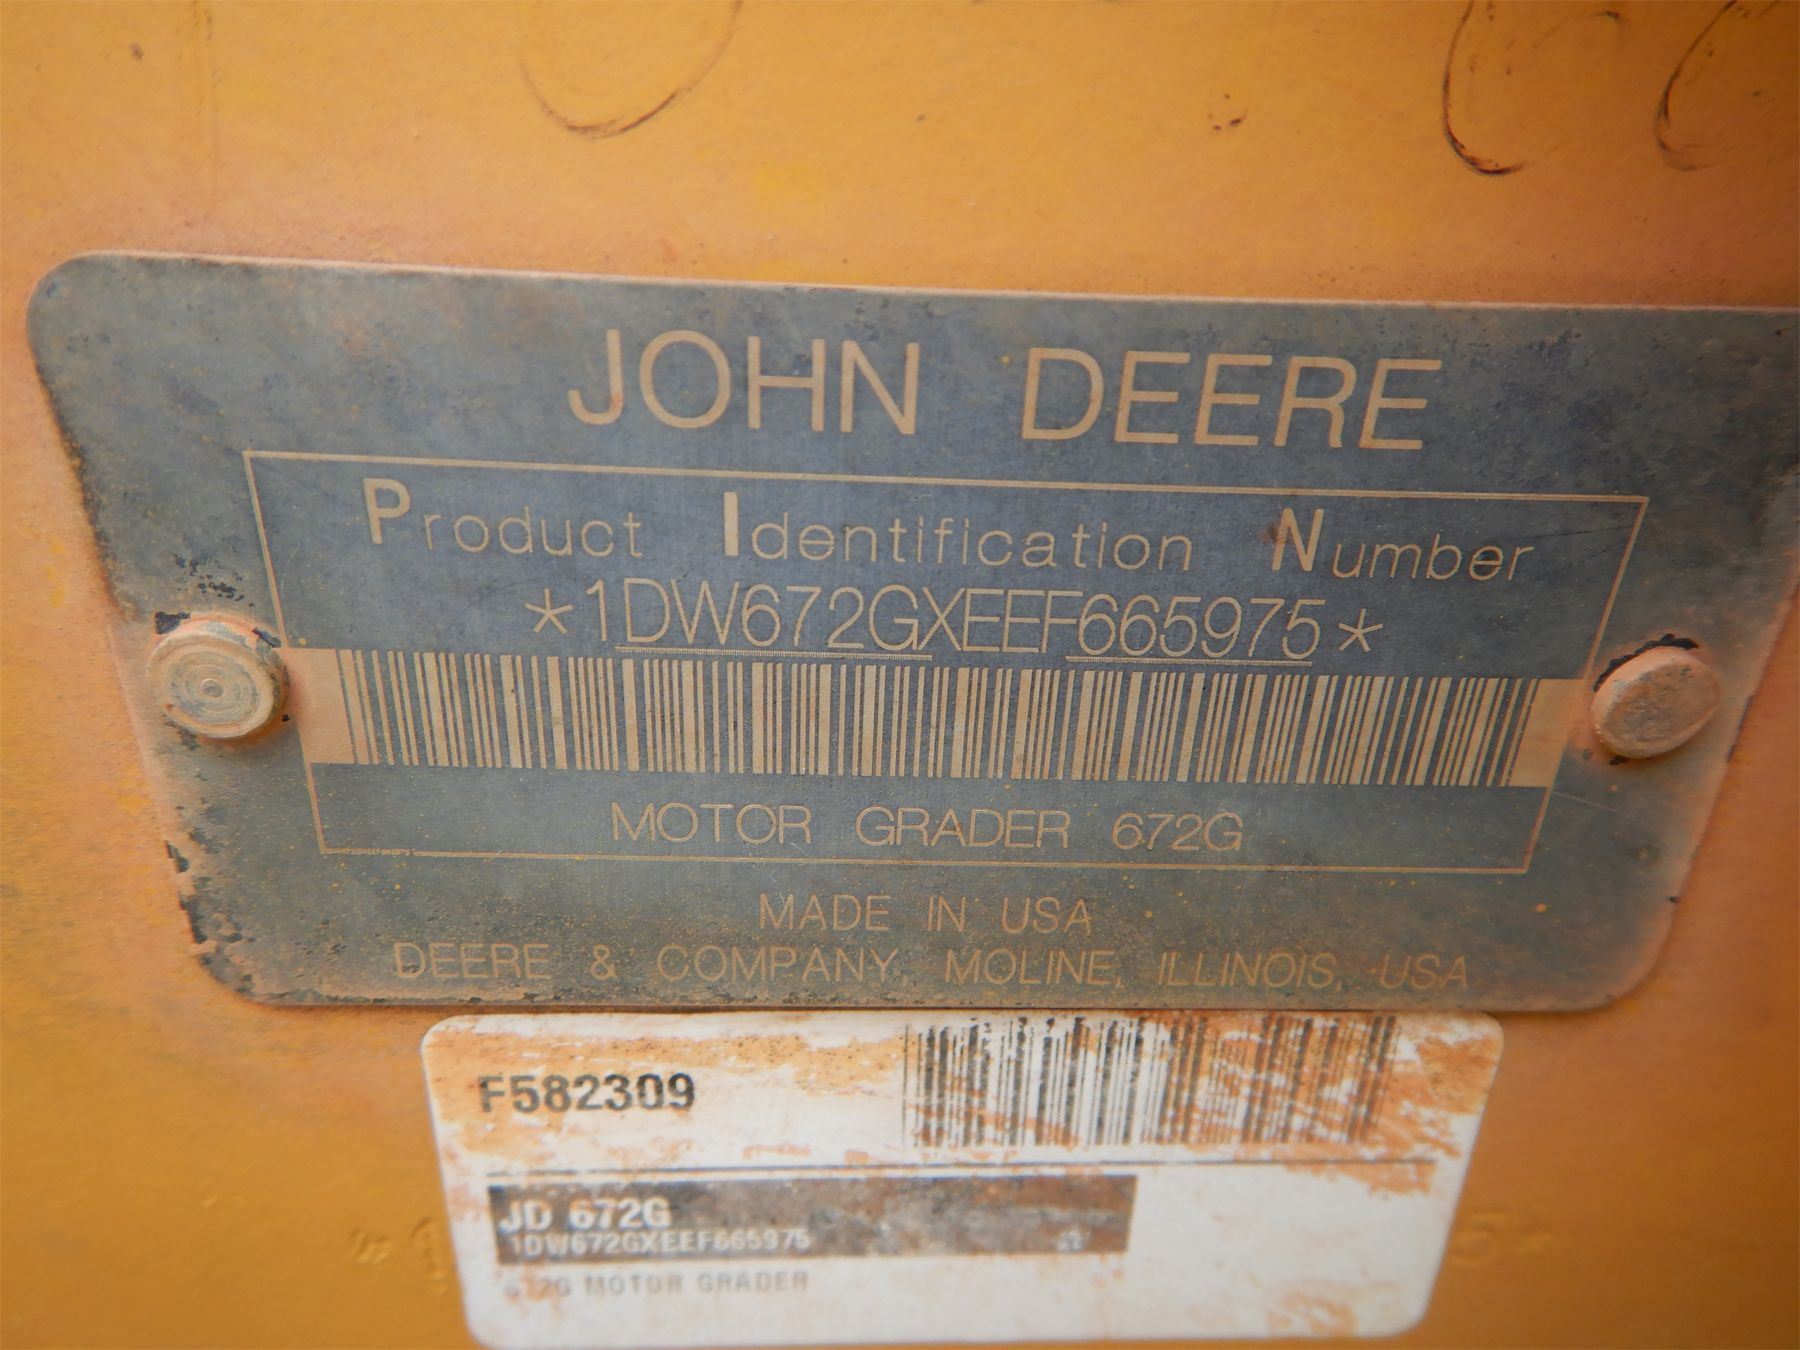 JOHN DEERE
Product Identification Number
*1DW672GXEEF665975*
MOTOR GRADER 672G
MADE IN USA
DEERE & COMPANY, MOLINE, ILLINOIS, USA
F582309
JD 672G
1DW672GXEEF665975
672G MOTOR GRADER